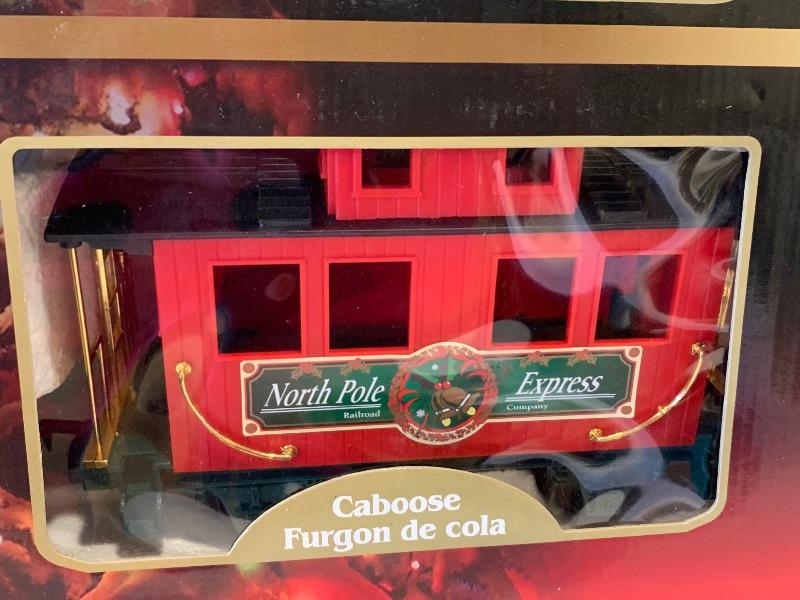 North Pole Express
Railroad Company
Caboose
Furgon de cola